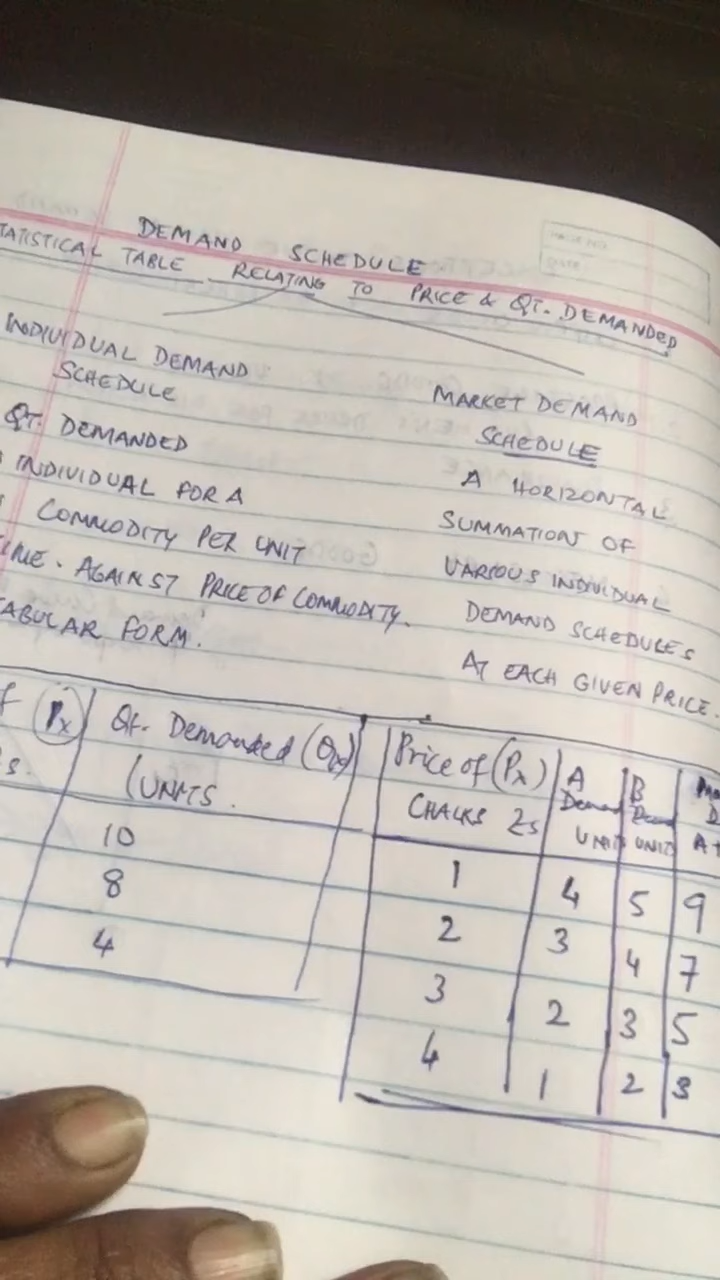 DEMAND SCHEDULE
TATISTICAL TABLE RELATING TO PRICE & QT. DEMANDED
INDIVIDUAL DEMAND
SCHEDULE
QT. DEMANDED
INDIVIDUAL FOR A
COMMODITY PER UNIT
IME. AGAINST PRICE OF COMMODITY.
ABULAR FORM.
MARKET DEMAND
SCHEDULE
A HORIZONTAL
SUMMATION OF
VARIOUS INDIVIDUAL
DEMAND SCHEDULES
AT EACH GIVEN PRICE.
f (Px) Qt. Demanded (Qx)
s. (UNITS.
10
8
4
Price of (Px) A B
CHALKS Demand
UNITS UNITS A+
1 4 5 9
2 3 4 7
3 2 3 5
4 1 2 3